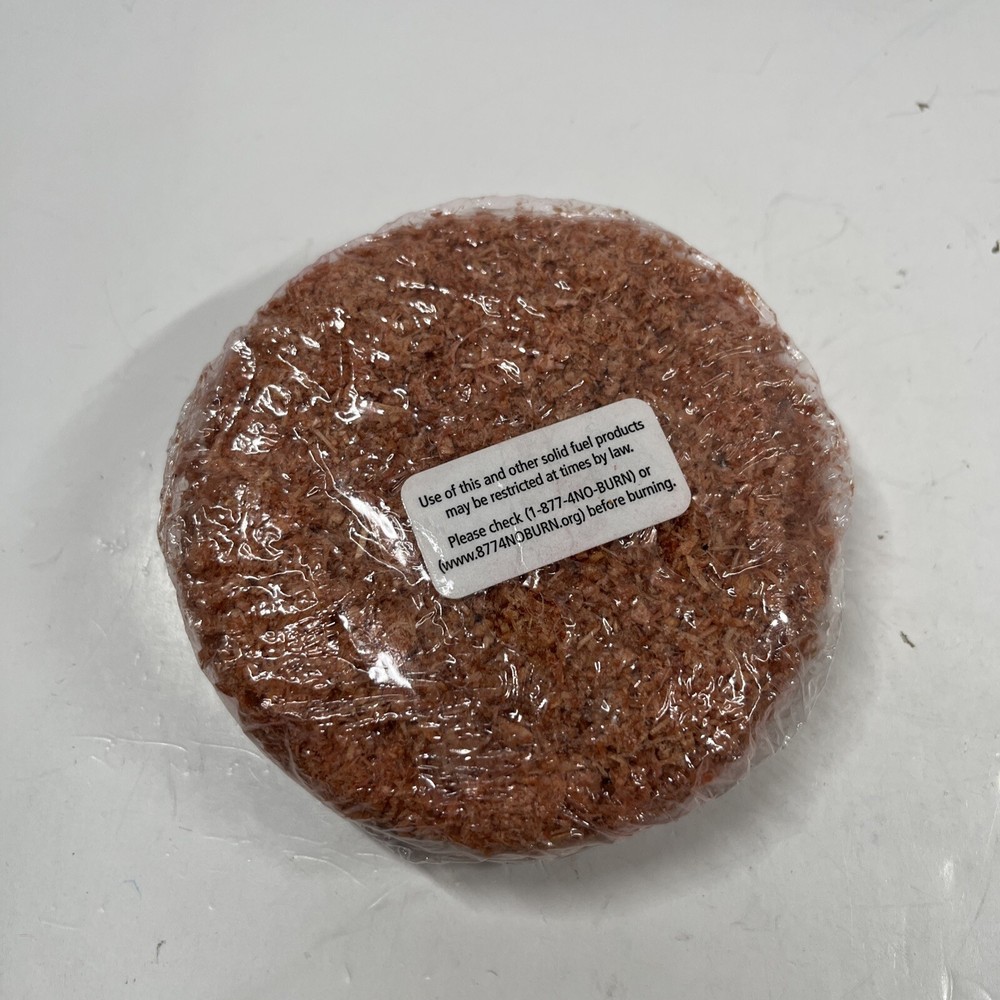 Use of this and other solid fuel products
may be restricted at times by law.
Please check (1-877-4NO-BURN) or
(www.8774NOBURN.org) before burning.